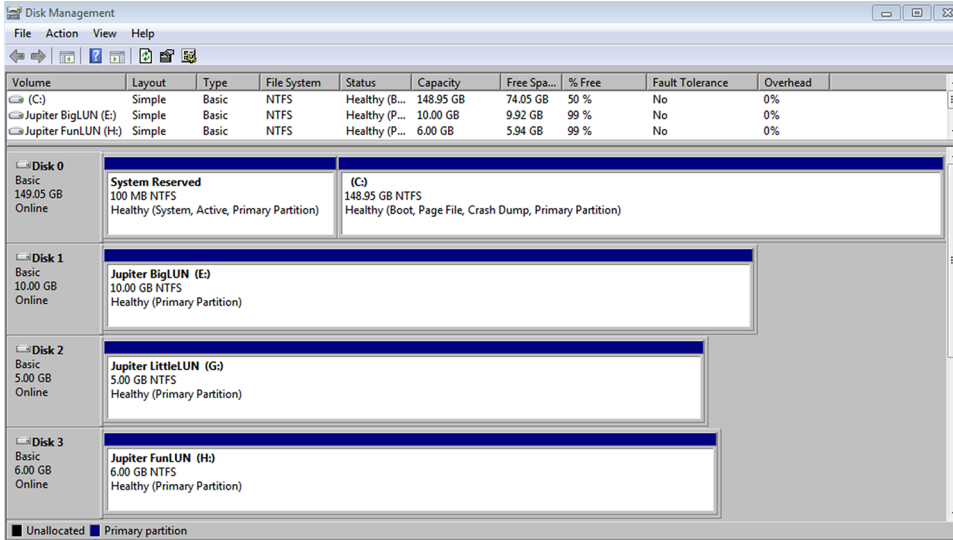 Disk Management
File Action View Help
Volume Layout Type File System Status Capacity Free Spa... % Free Fault Tolerance Overhead
(C:) Simple Basic NTFS Healthy (B... 148.95 GB 74.05 GB 50 % No 0%
Jupiter BigLUN (E:) Simple Basic NTFS Healthy (P... 10.00 GB 9.92 GB 99 % No 0%
Jupiter FunLUN (H:) Simple Basic NTFS Healthy (P... 6.00 GB 5.94 GB 99 % No 0%
Disk 0
Basic
149.05 GB
Online
System Reserved
100 MB NTFS
Healthy (System, Active, Primary Partition)
(C:)
148.95 GB NTFS
Healthy (Boot, Page File, Crash Dump, Primary Partition)
Disk 1
Basic
10.00 GB
Online
Jupiter BigLUN (E:)
10.00 GB NTFS
Healthy (Primary Partition)
Disk 2
Basic
5.00 GB
Online
Jupiter LittleLUN (G:)
5.00 GB NTFS
Healthy (Primary Partition)
Disk 3
Basic
6.00 GB
Online
Jupiter FunLUN (H:)
6.00 GB NTFS
Healthy (Primary Partition)
Unallocated Primary partition